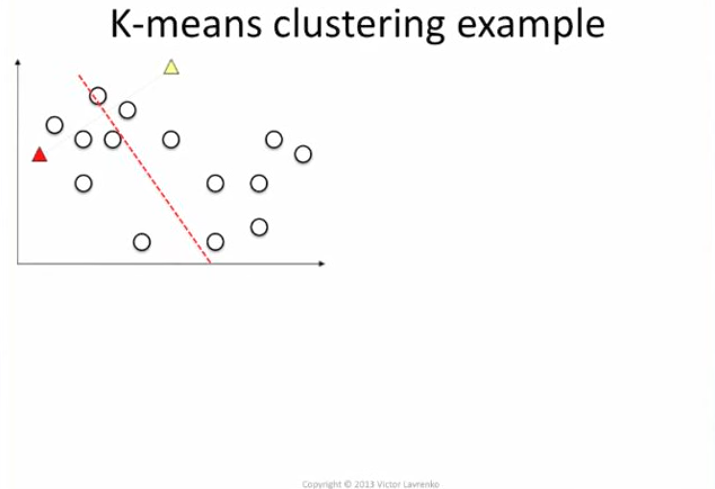 K-means clustering example
Copyright © 2013 Victor Lavrenko